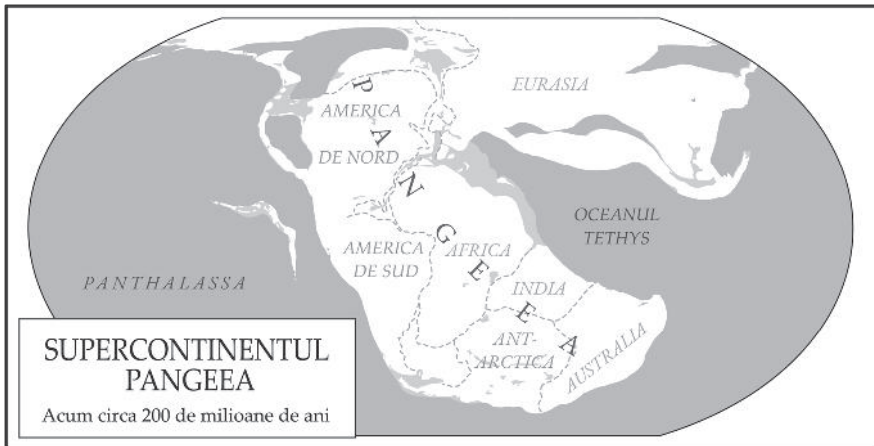 PANGEEA
EURASIA
AMERICA
DE NORD
OCEANUL
TETHYS
AMERICA
DE SUD
AFRICA
PANTHALASSA
INDIA
ANT-
ARCTICA
AUSTRALIA
SUPERCONTINENTUL
PANGEEA
Acum circa 200 de milioane de ani